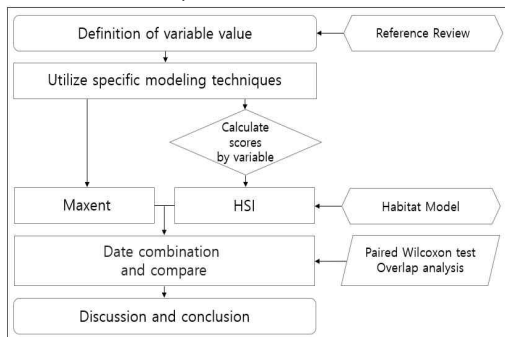 Definition of variable value
Reference Review
Utilize specific modeling techniques
Calculate
scores
by variable
Maxent
HSI
Habitat Model
Date combination
and compare
Paired Wilcoxon test
Overlap analysis
Discussion and conclusion